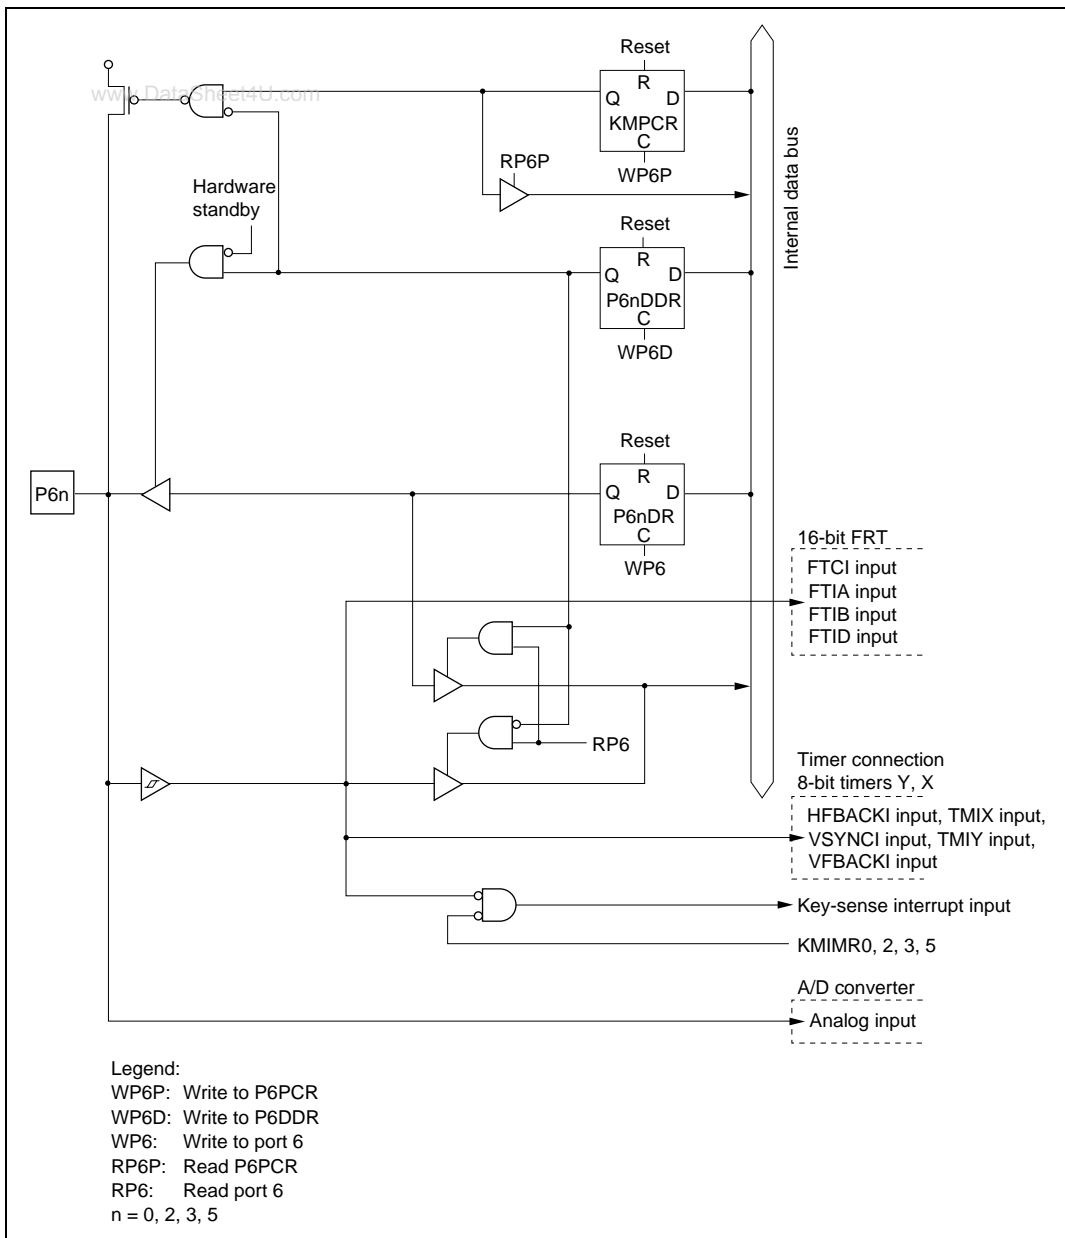 Reset
R
Q D
KMPCR
C
WP6P
www.DataSheet4U.com
RP6P
Hardware
standby
Internal data bus
Reset
R
Q D
P6nDDR
C
WP6D
Reset
R
Q D
P6nDR
C
WP6
P6n
16-bit FRT
FTCI input
FTIA input
FTIB input
FTID input
RP6
Timer connection
8-bit timers Y, X
HFBACKI input, TMIX input,
VSYNCI input, TMIY input,
VFBACKI input
Key-sense interrupt input
KMIMR0, 2, 3, 5
A/D converter
Analog input
Legend:
WP6P: Write to P6PCR
WP6D: Write to P6DDR
WP6: Write to port 6
RP6P: Read P6PCR
RP6: Read port 6
n = 0, 2, 3, 5